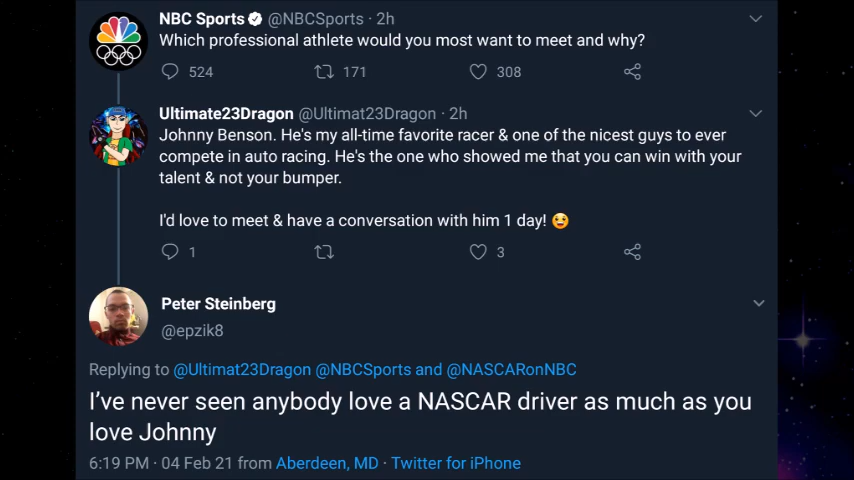 NBC Sports @NBCSports · 2h
Which professional athlete would you most want to meet and why?
524 171 308
Ultimate23Dragon @Ultimat23Dragon · 2h
Johnny Benson. He's my all-time favorite racer & one of the nicest guys to ever
compete in auto racing. He's the one who showed me that you can win with your
talent & not your bumper.
I'd love to meet & have a conversation with him 1 day! 😉
1 3
Peter Steinberg
@epzik8
Replying to @Ultimat23Dragon @NBCSports and @NASCARonNBC
I've never seen anybody love a NASCAR driver as much as you
love Johnny
6:19 PM · 04 Feb 21 from Aberdeen, MD · Twitter for iPhone